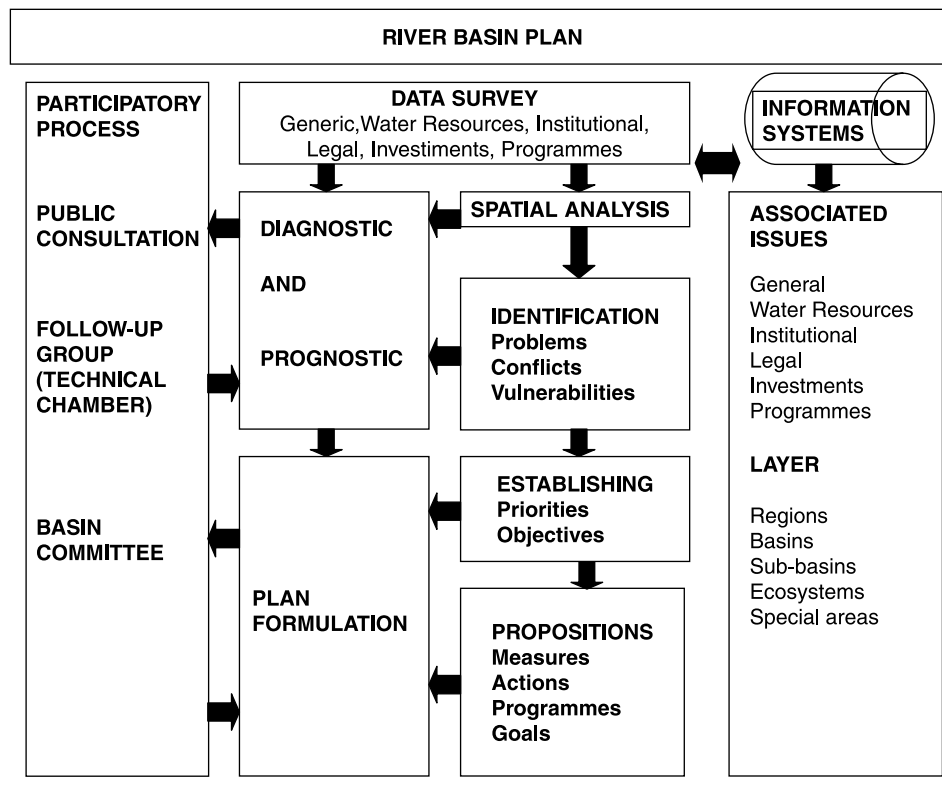 RIVER BASIN PLAN
PARTICIPATORY
PROCESS
PUBLIC
CONSULTATION
FOLLOW-UP
GROUP
(TECHNICAL
CHAMBER)
BASIN
COMMITTEE
DATA SURVEY
Generic,Water Resources, Institutional,
Legal, Investiments, Programmes
DIAGNOSTIC
AND
PROGNOSTIC
PLAN
FORMULATION
SPATIAL ANALYSIS
IDENTIFICATION
Problems
Conflicts
Vulnerabilities
ESTABLISHING
Priorities
Objectives
PROPOSITIONS
Measures
Actions
Programmes
Goals
INFORMATION
SYSTEMS
ASSOCIATED
ISSUES
General
Water Resources
Institutional
Legal
Investments
Programmes
LAYER
Regions
Basins
Sub-basins
Ecosystems
Special areas